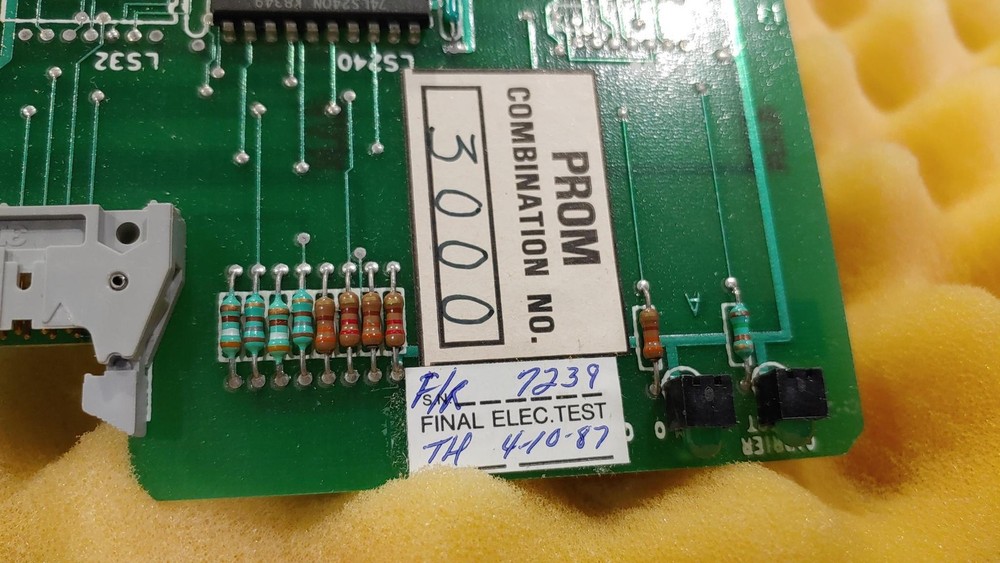 74LS240N K8349
LS32
LS240
PROM
COMBINATION NO.
3000
A
F/R 7239
S.N.
FINAL ELEC.TEST
TH 4-10-87